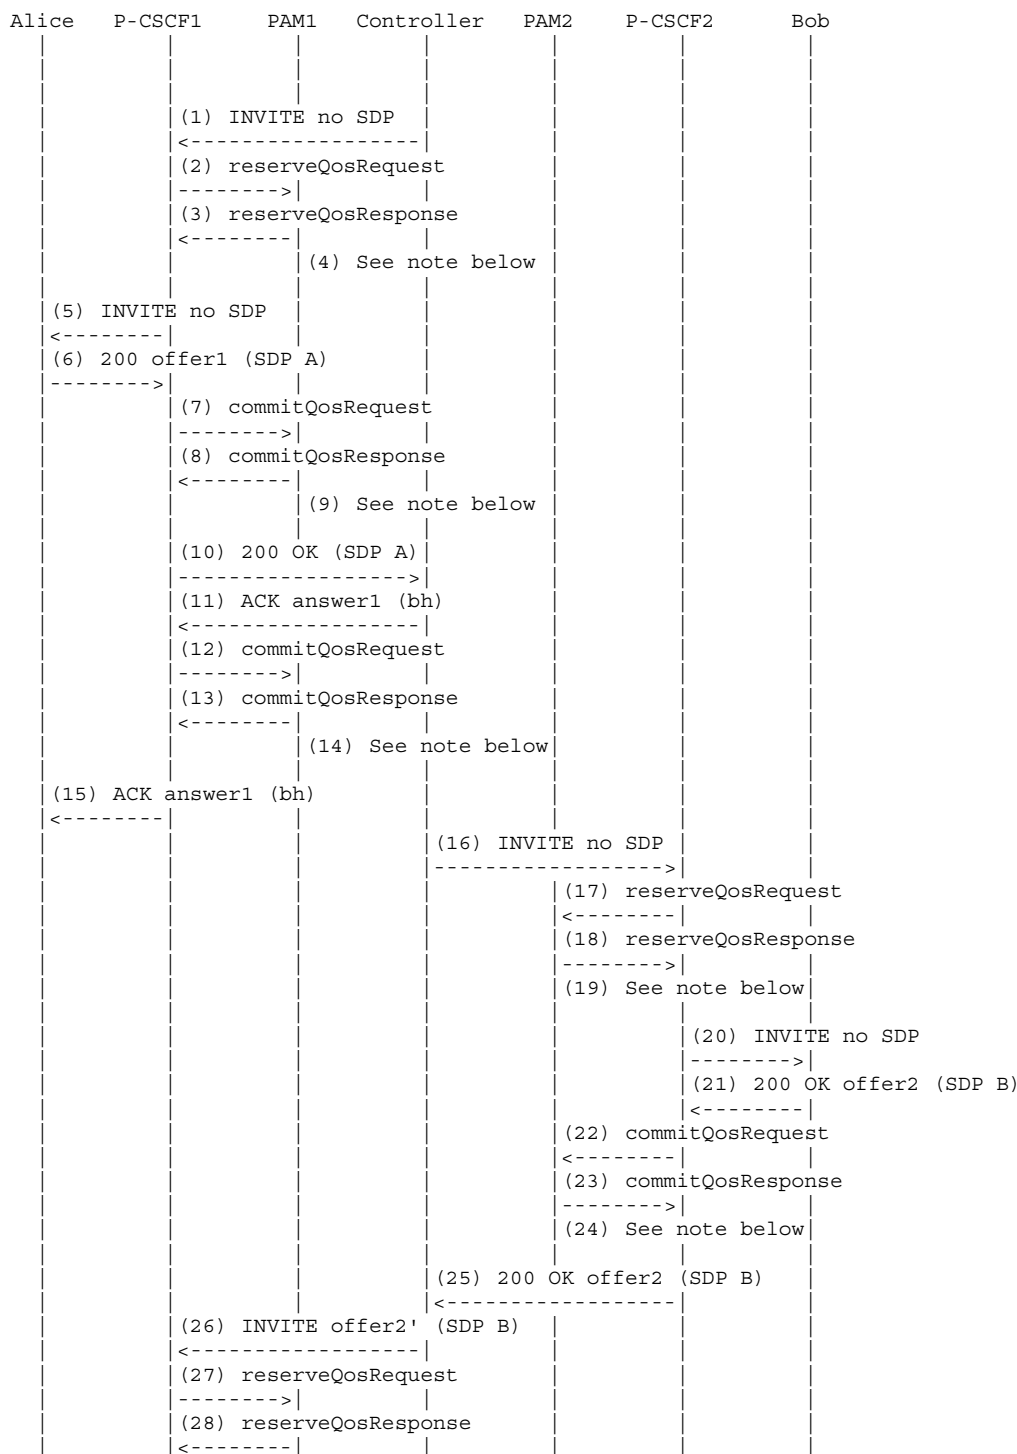 Alice P-CSCF1 PAM1 Controller PAM2 P-CSCF2 Bob
(1) INVITE no SDP
(2) reserveQosRequest
(3) reserveQosResponse
(4) See note below
(5) INVITE no SDP
(6) 200 offer1 (SDP A)
(7) commitQosRequest
(8) commitQosResponse
(9) See note below
(10) 200 OK (SDP A)
(11) ACK answer1 (bh)
(12) commitQosRequest
(13) commitQosResponse
(14) See note below
(15) ACK answer1 (bh)
(16) INVITE no SDP
(17) reserveQosRequest
(18) reserveQosResponse
(19) See note below
(20) INVITE no SDP
(21) 200 OK offer2 (SDP B)
(22) commitQosRequest
(23) commitQosResponse
(24) See note below
(25) 200 OK offer2 (SDP B)
(26) INVITE offer2' (SDP B)
(27) reserveQosRequest
(28) reserveQosResponse